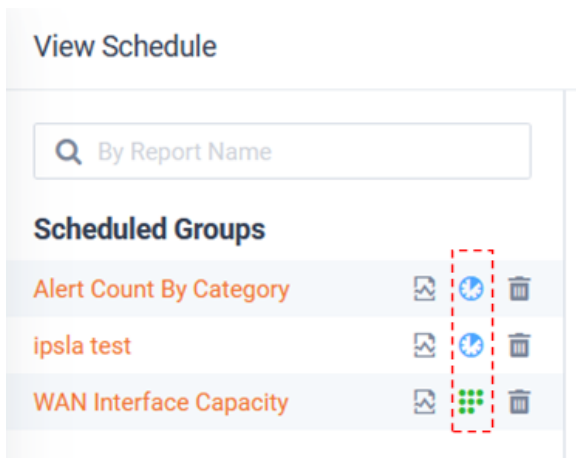 View Schedule
By Report Name
Scheduled Groups
Alert Count By Category
ipsla test
WAN Interface Capacity